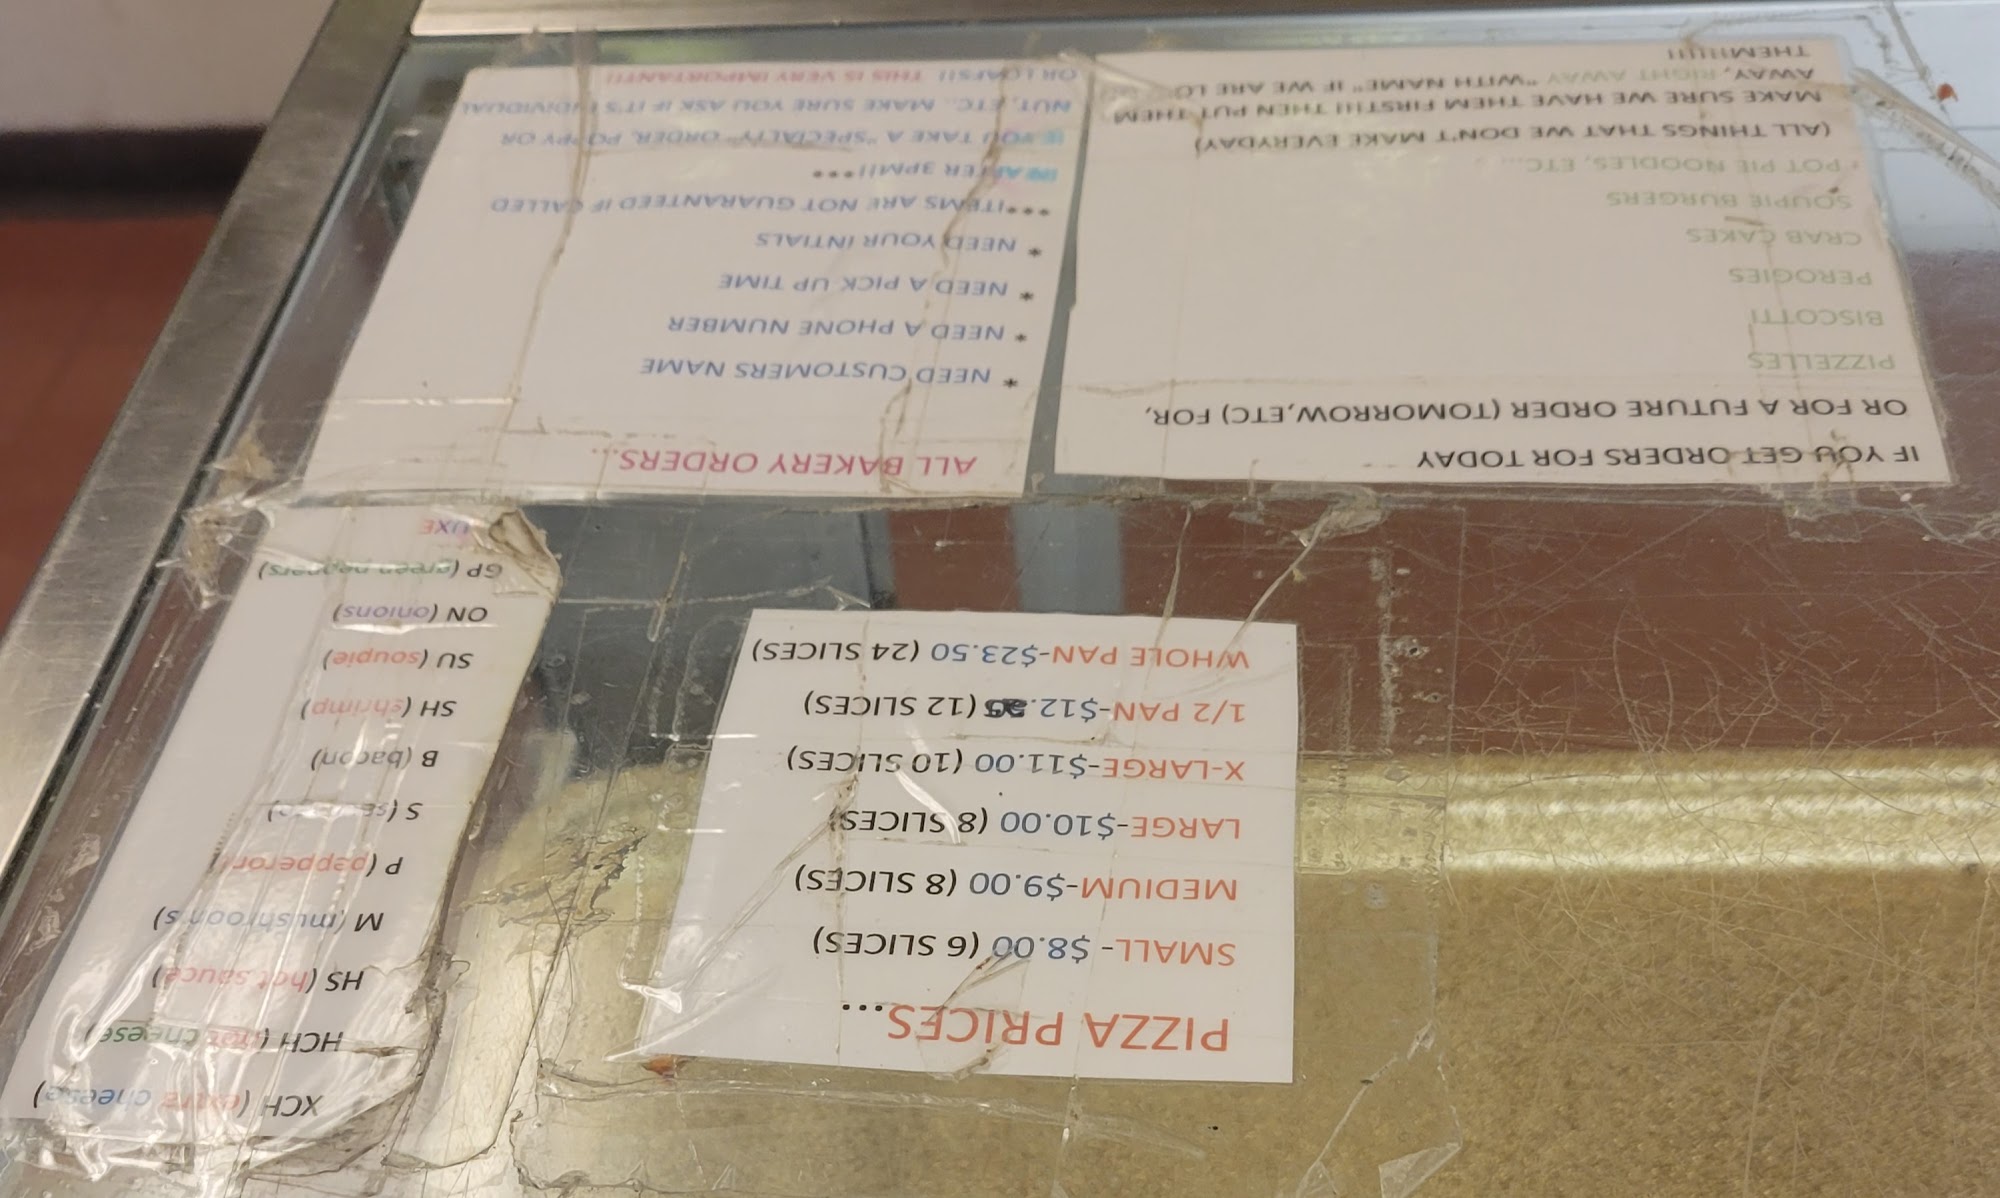 PIZZA PRICES...
SMALL- $8.00 (6 SLICES)
MEDIUM-$9.00 (8 SLICES)
LARGE-$10.00 (8 SLICES)
X-LARGE-$11.00 (10 SLICES)
1/2 PAN-$12. (12 SLICES)
WHOLE PAN-$23.50 (24 SLICES)
XCH (extra cheese)
HCH (hot cheese)
HS (hot sauce)
M (mushrooms)
P (papperoni)
S
B (bacon)
SH (shrimp)
SU (soupie)
ON (onions)
GP (green peppers)
IF YOU GET ORDERS FOR TODAY
OR FOR A FUTURE ORDER (TOMORROW,ETC) FOR,
PIZZELLES
BISCOTTI
PEROGIES
CRAB CAKES
SOUPIE BURGERS
POT PIE NOODLES, ETC...
(ALL THINGS THAT WE DON'T MAKE EVERYDAY)
MAKE SURE WE HAVE THEM FIRST!!! THEN PUT THEM
AWAY, RIGHT AWAY "WITH NAME" IF WE ARE
THEM!!!!!
ALL BAKERY ORDERS...
* NEED CUSTOMERS NAME
* NEED A PHONE NUMBER
* NEED A PICK UP TIME
* NEED YOUR INTIALS
***ITEMS ARE NOT GUARANTEED IF CALLED
IN AFTER 3PM!!***
IF YOU TAKE A "SPECIALTY" ORDER, POPPY OR
NUT, ETC.. MAKE SURE YOU ASK IF IT'S INDIVIDUAL
OR LOAFS!! THIS IS VERY IMPORTANT!!